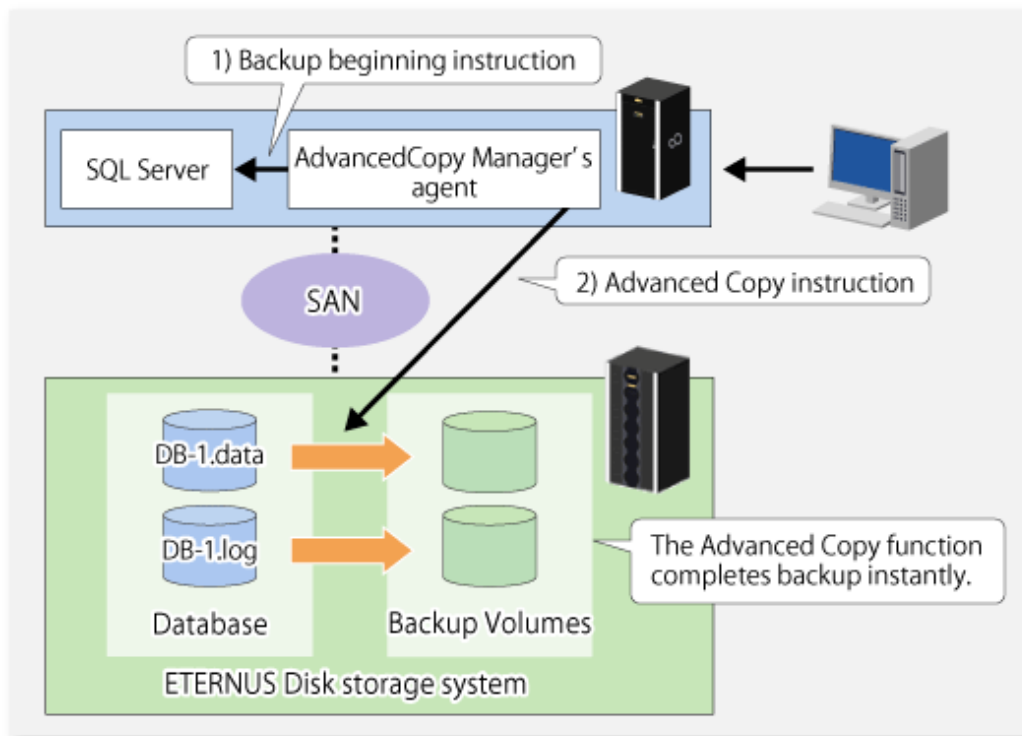 1) Backup beginning instruction
SQL Server
AdvancedCopy Manager's
agent
2) Advanced Copy instruction
SAN
DB-1.data
DB-1.log
The Advanced Copy function
completes backup instantly.
Database
Backup Volumes
ETERNUS Disk storage system